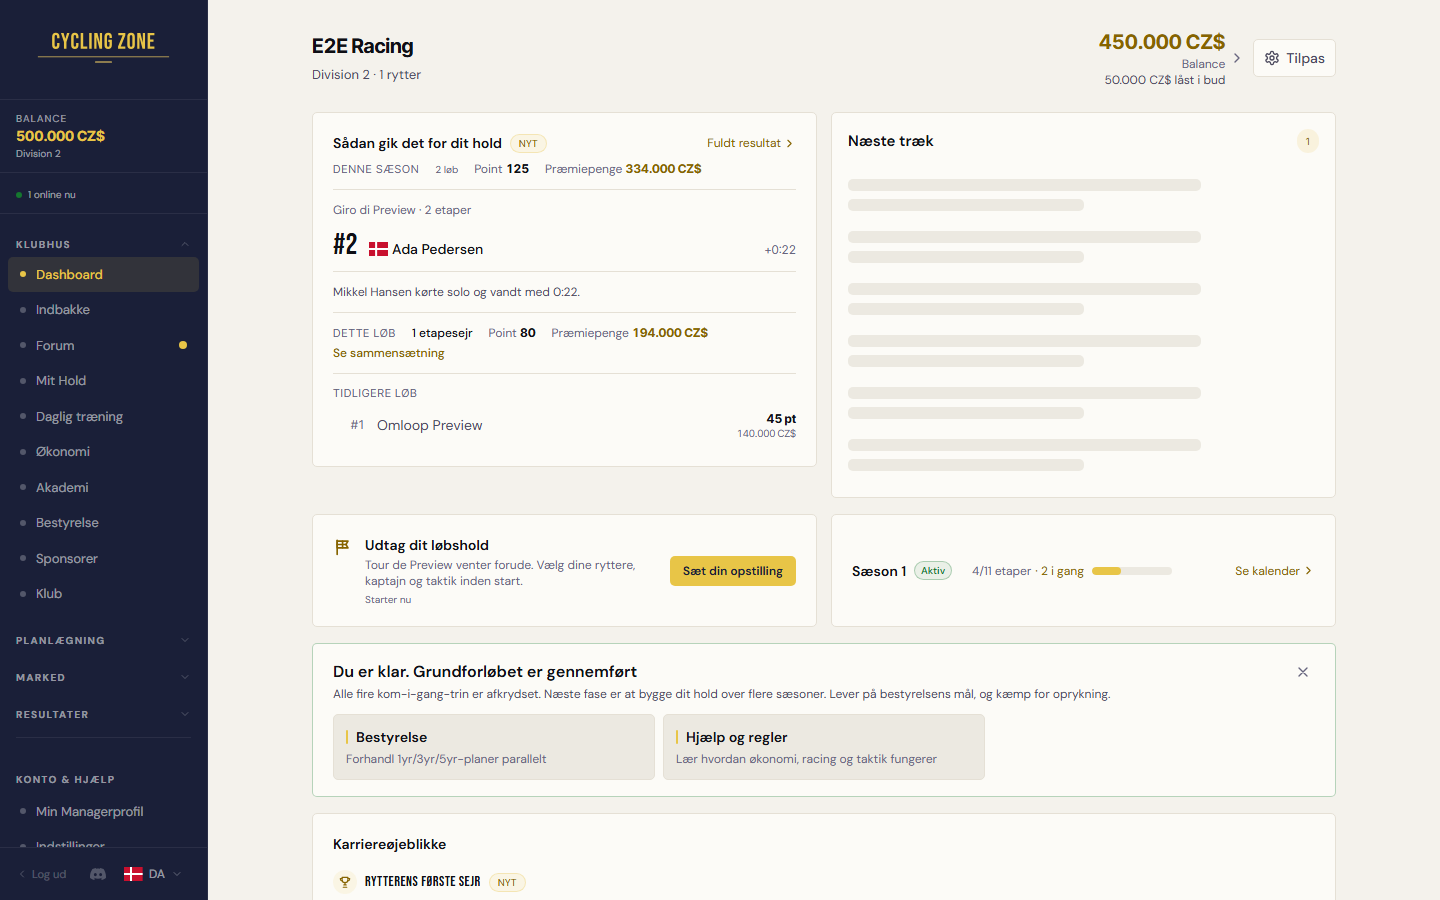 CYCLING ZONE
BALANCE
500.000 CZ$
Division 2
1 online nu
KLUBHUS
Dashboard
Indbakke
Forum
Mit Hold
Daglig træning
Økonomi
Akademi
Bestyrelse
Sponsorer
Klub
PLANLÆGNING
MARKED
RESULTATER
KONTO & HJÆLP
Min Managerprofil
Indstillinger
Log ud
DA
E2E Racing
Division 2 · 1 rytter
450.000 CZ$
Balance
50.000 CZ$ låst i bud
Tilpas
Sådan gik det for dit hold NYT
Fuldt resultat
DENNE SÆSON 2 løb Point 125 Præmiepenge 334.000 CZ$
Giro di Preview · 2 etaper
#2 Ada Pedersen +0:22
Mikkel Hansen kørte solo og vandt med 0:22.
DETTE LØB 1 etapesejr Point 80 Præmiepenge 194.000 CZ$
Se sammensætning
TIDLIGERE LØB
#1 Omloop Preview 45 pt
140.000 CZ$
Næste træk 1
Udtag dit løbshold
Tour de Preview venter forude. Vælg dine ryttere,
kaptajn og taktik inden start.
Starter nu
Sæt din opstilling
Sæson 1 Aktiv 4/11 etaper · 2 i gang Se kalender
Du er klar. Grundforløbet er gennemført
Alle fire kom-i-gang-trin er afkrydset. Næste fase er at bygge dit hold over flere sæsoner. Lever på bestyrelsens mål, og kæmp for oprykning.
Bestyrelse
Forhandl 1yr/3yr/5yr-planer parallelt
Hjælp og regler
Lær hvordan økonomi, racing og taktik fungerer
Karriereøjeblikke
RYTTERENS FØRSTE SEJR NYT